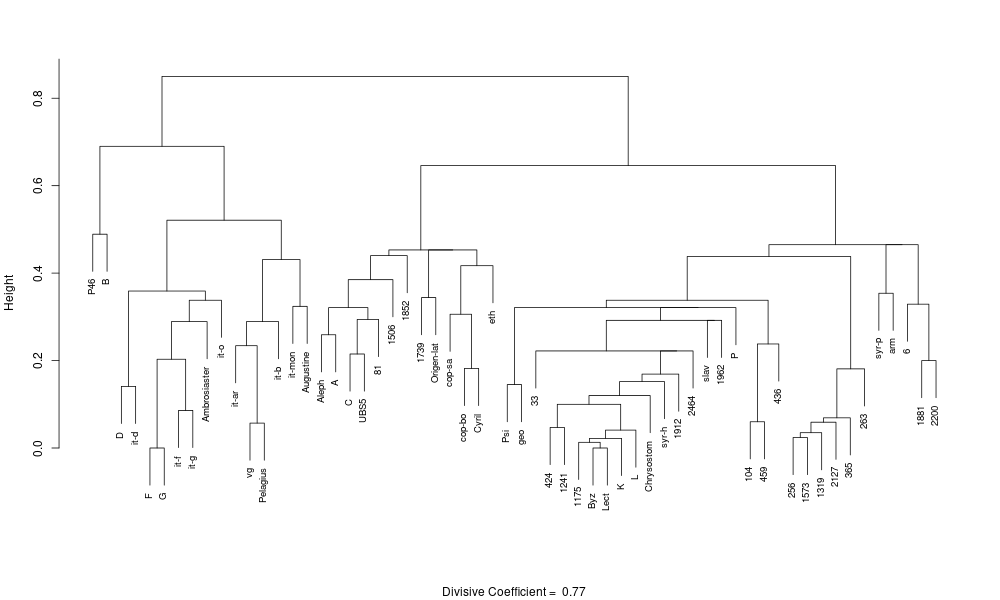 Height
0.8
0.6
0.4
0.2
0.0
P46
B
D
it-d
F
G
it-f
it-g
Ambrosiaster
it-o
it-ar
vg
Pelagius
it-b
it-mon
Augustine
Aleph
A
C
UBS5
81
1506
1852
1739
Origen-lat
cop-sa
cop-bo
Cyril
eth
Psi
geo
33
424
1241
1175
Byz
Lect
K
L
Chrysostom
syr-h
1912
2464
slav
1962
P
104
459
436
256
1573
1319
2127
365
263
syr-p
arm
6
1881
2200
Divisive Coefficient = 0.77